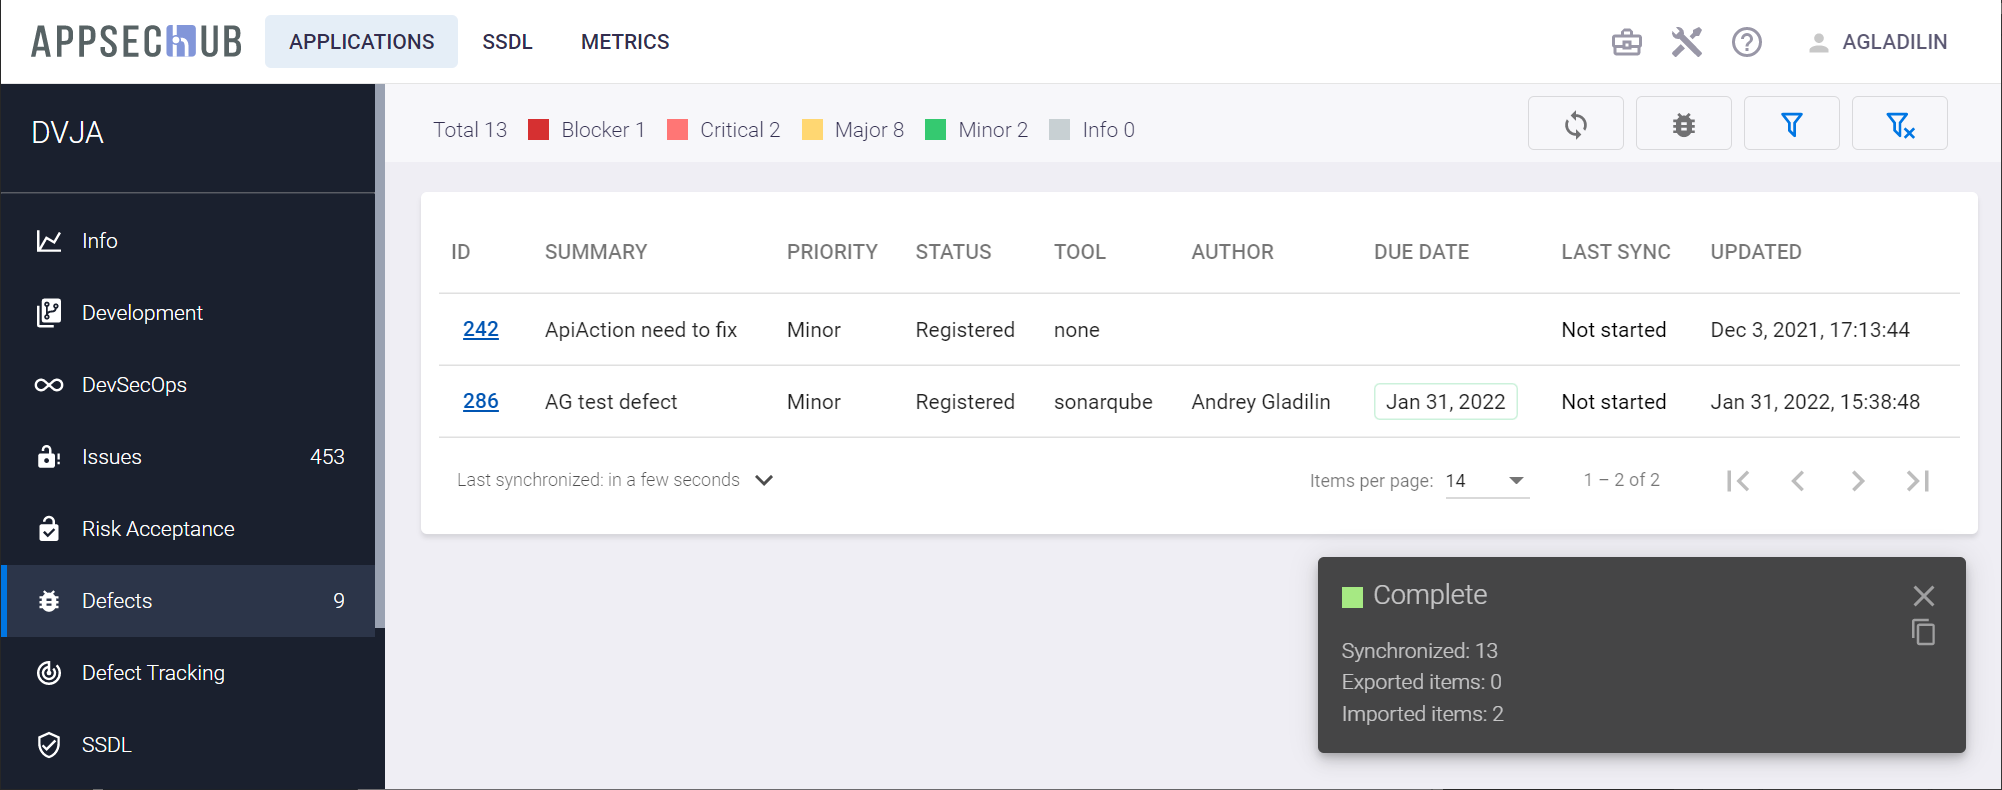 APPSECHUB APPLICATIONS SSDL METRICS AGLADILIN
DVJA
Total 13 Blocker 1 Critical 2 Major 8 Minor 2 Info 0
Info
Development
DevSecOps
Issues 453
Risk Acceptance
Defects 9
Defect Tracking
SSDL
ID SUMMARY PRIORITY STATUS TOOL AUTHOR DUE DATE LAST SYNC UPDATED
242 ApiAction need to fix Minor Registered none Not started Dec 3, 2021, 17:13:44
286 AG test defect Minor Registered sonarqube Andrey Gladilin Jan 31, 2022 Not started Jan 31, 2022, 15:38:48
Last synchronized: in a few seconds Items per page: 14 1 – 2 of 2
Complete
Synchronized: 13
Exported items: 0
Imported items: 2